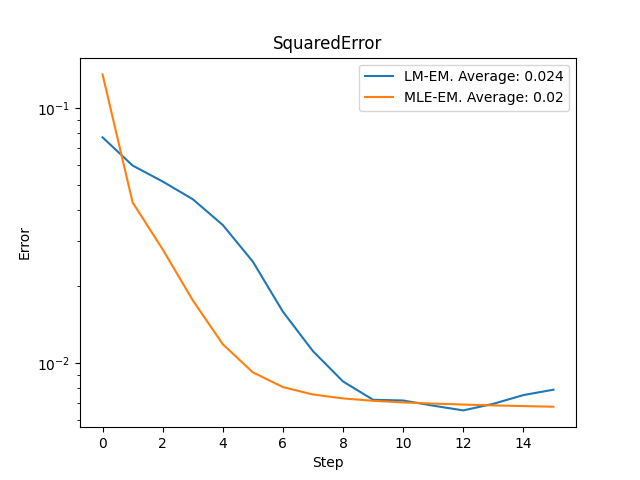 SquaredError
LM-EM. Average: 0.024
MLE-EM. Average: 0.02
Error
10⁻¹
10⁻²
0 2 4 6 8 10 12 14
Step